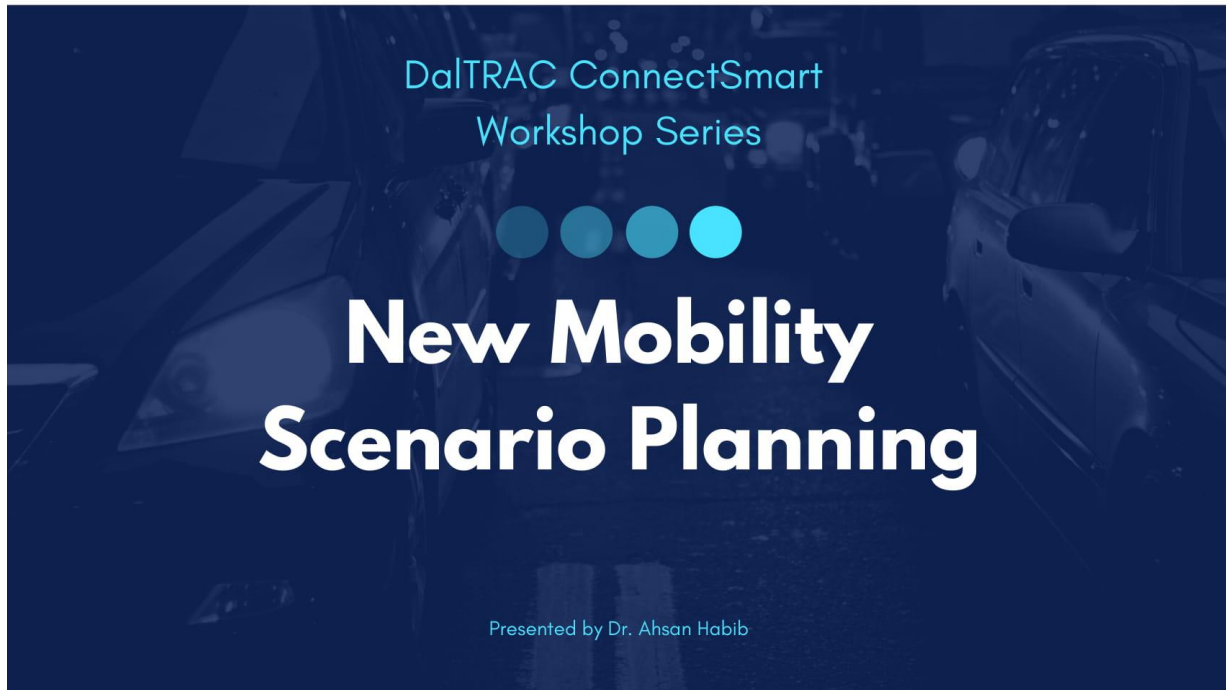 DalTRAC ConnectSmart
Workshop Series
New Mobility
Scenario Planning
Presented by Dr. Ahsan Habib